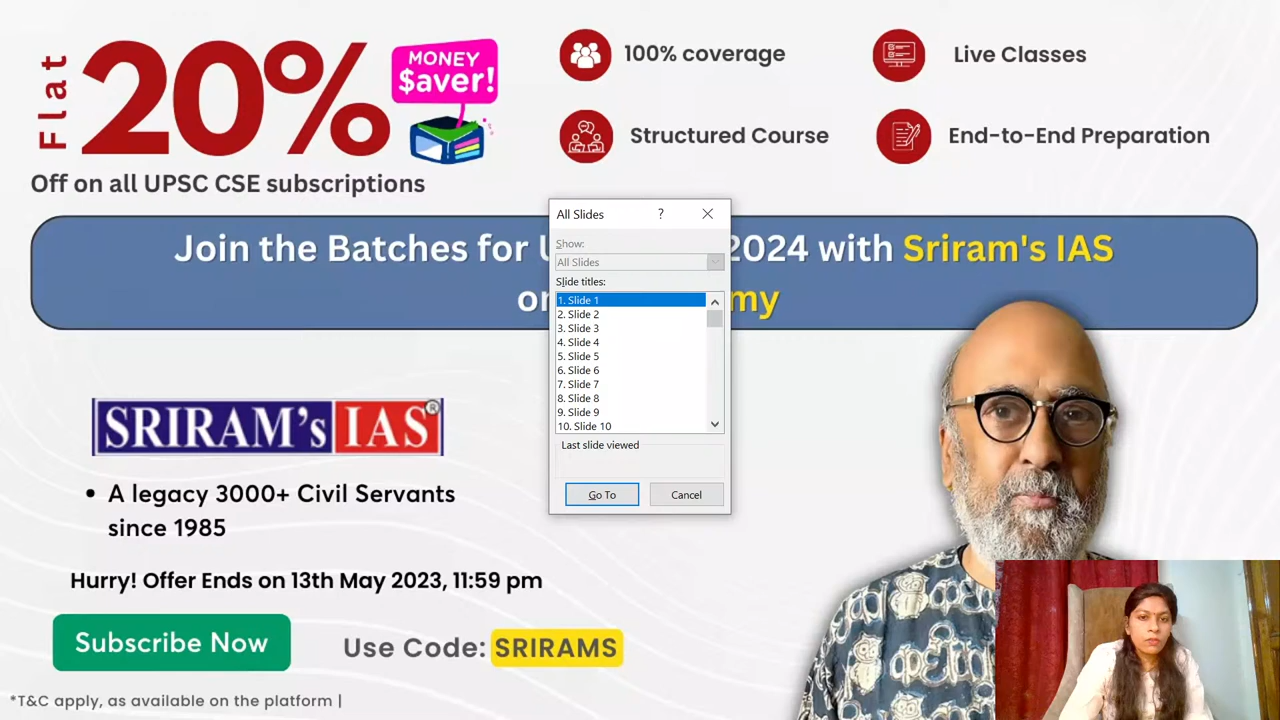 Flat
20%
MONEY
$aver!
Off on all UPSC CSE subscriptions
100% coverage
Live Classes
Structured Course
End-to-End Preparation
Join the Batches for U 2024 with Sriram's IAS
on my
All Slides
?
Show:
All Slides
Slide titles:
1. Slide 1
2. Slide 2
3. Slide 3
4. Slide 4
5. Slide 5
6. Slide 6
7. Slide 7
8. Slide 8
9. Slide 9
10. Slide 10
Last slide viewed
Go To
Cancel
SRIRAM's IAS®
• A legacy 3000+ Civil Servants
since 1985
Hurry! Offer Ends on 13th May 2023, 11:59 pm
Subscribe Now
Use Code: SRIRAMS
*T&C apply, as available on the platform |